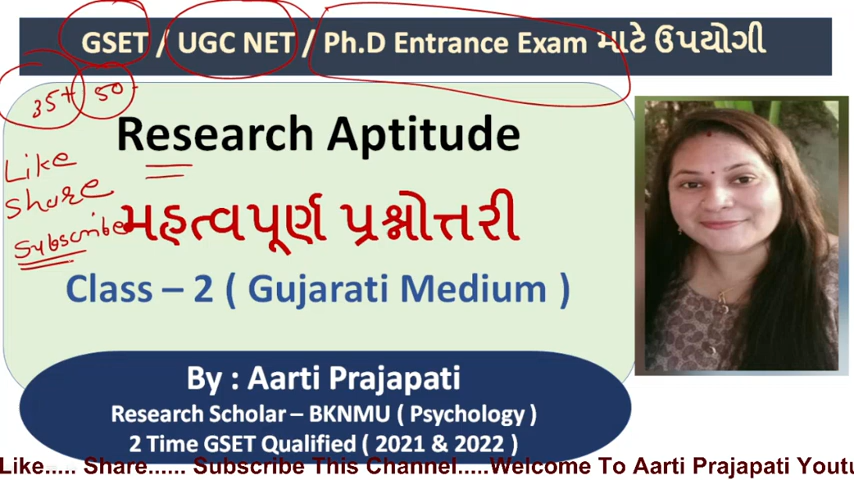 GSET / UGC NET / Ph.D Entrance Exam માટે ઉપયોગી
35+ 50
Research Aptitude
Like
Share
Subscribe
મહત્વપૂર્ણ પ્રશ્નોત્તરી
Class – 2 ( Gujarati Medium )
By : Aarti Prajapati
Research Scholar – BKNMU ( Psychology )
2 Time GSET Qualified ( 2021 & 2022 )
Like..... Share...... Subscribe This Channel.....Welcome To Aarti Prajapati Youtu